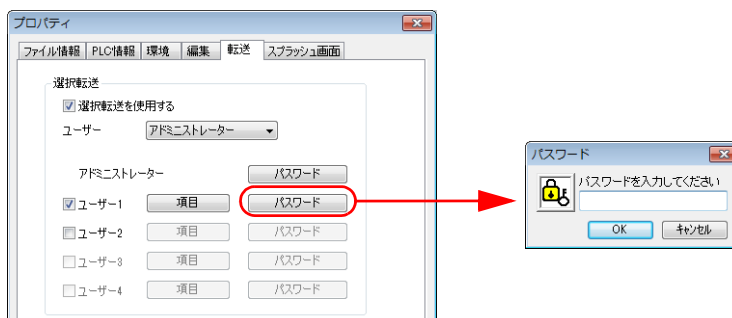 プロパティ
ファイル情報 PLC情報 環境 編集 転送 スプラッシュ画面
選択転送
選択転送を使用する
ユーザー アドミニストレーター
アドミニストレーター パスワード
ユーザー1 項目 パスワード
ユーザー2 項目 パスワード
ユーザー3 項目 パスワード
ユーザー4 項目 パスワード
パスワード
パスワードを入力してください
OK キャンセル